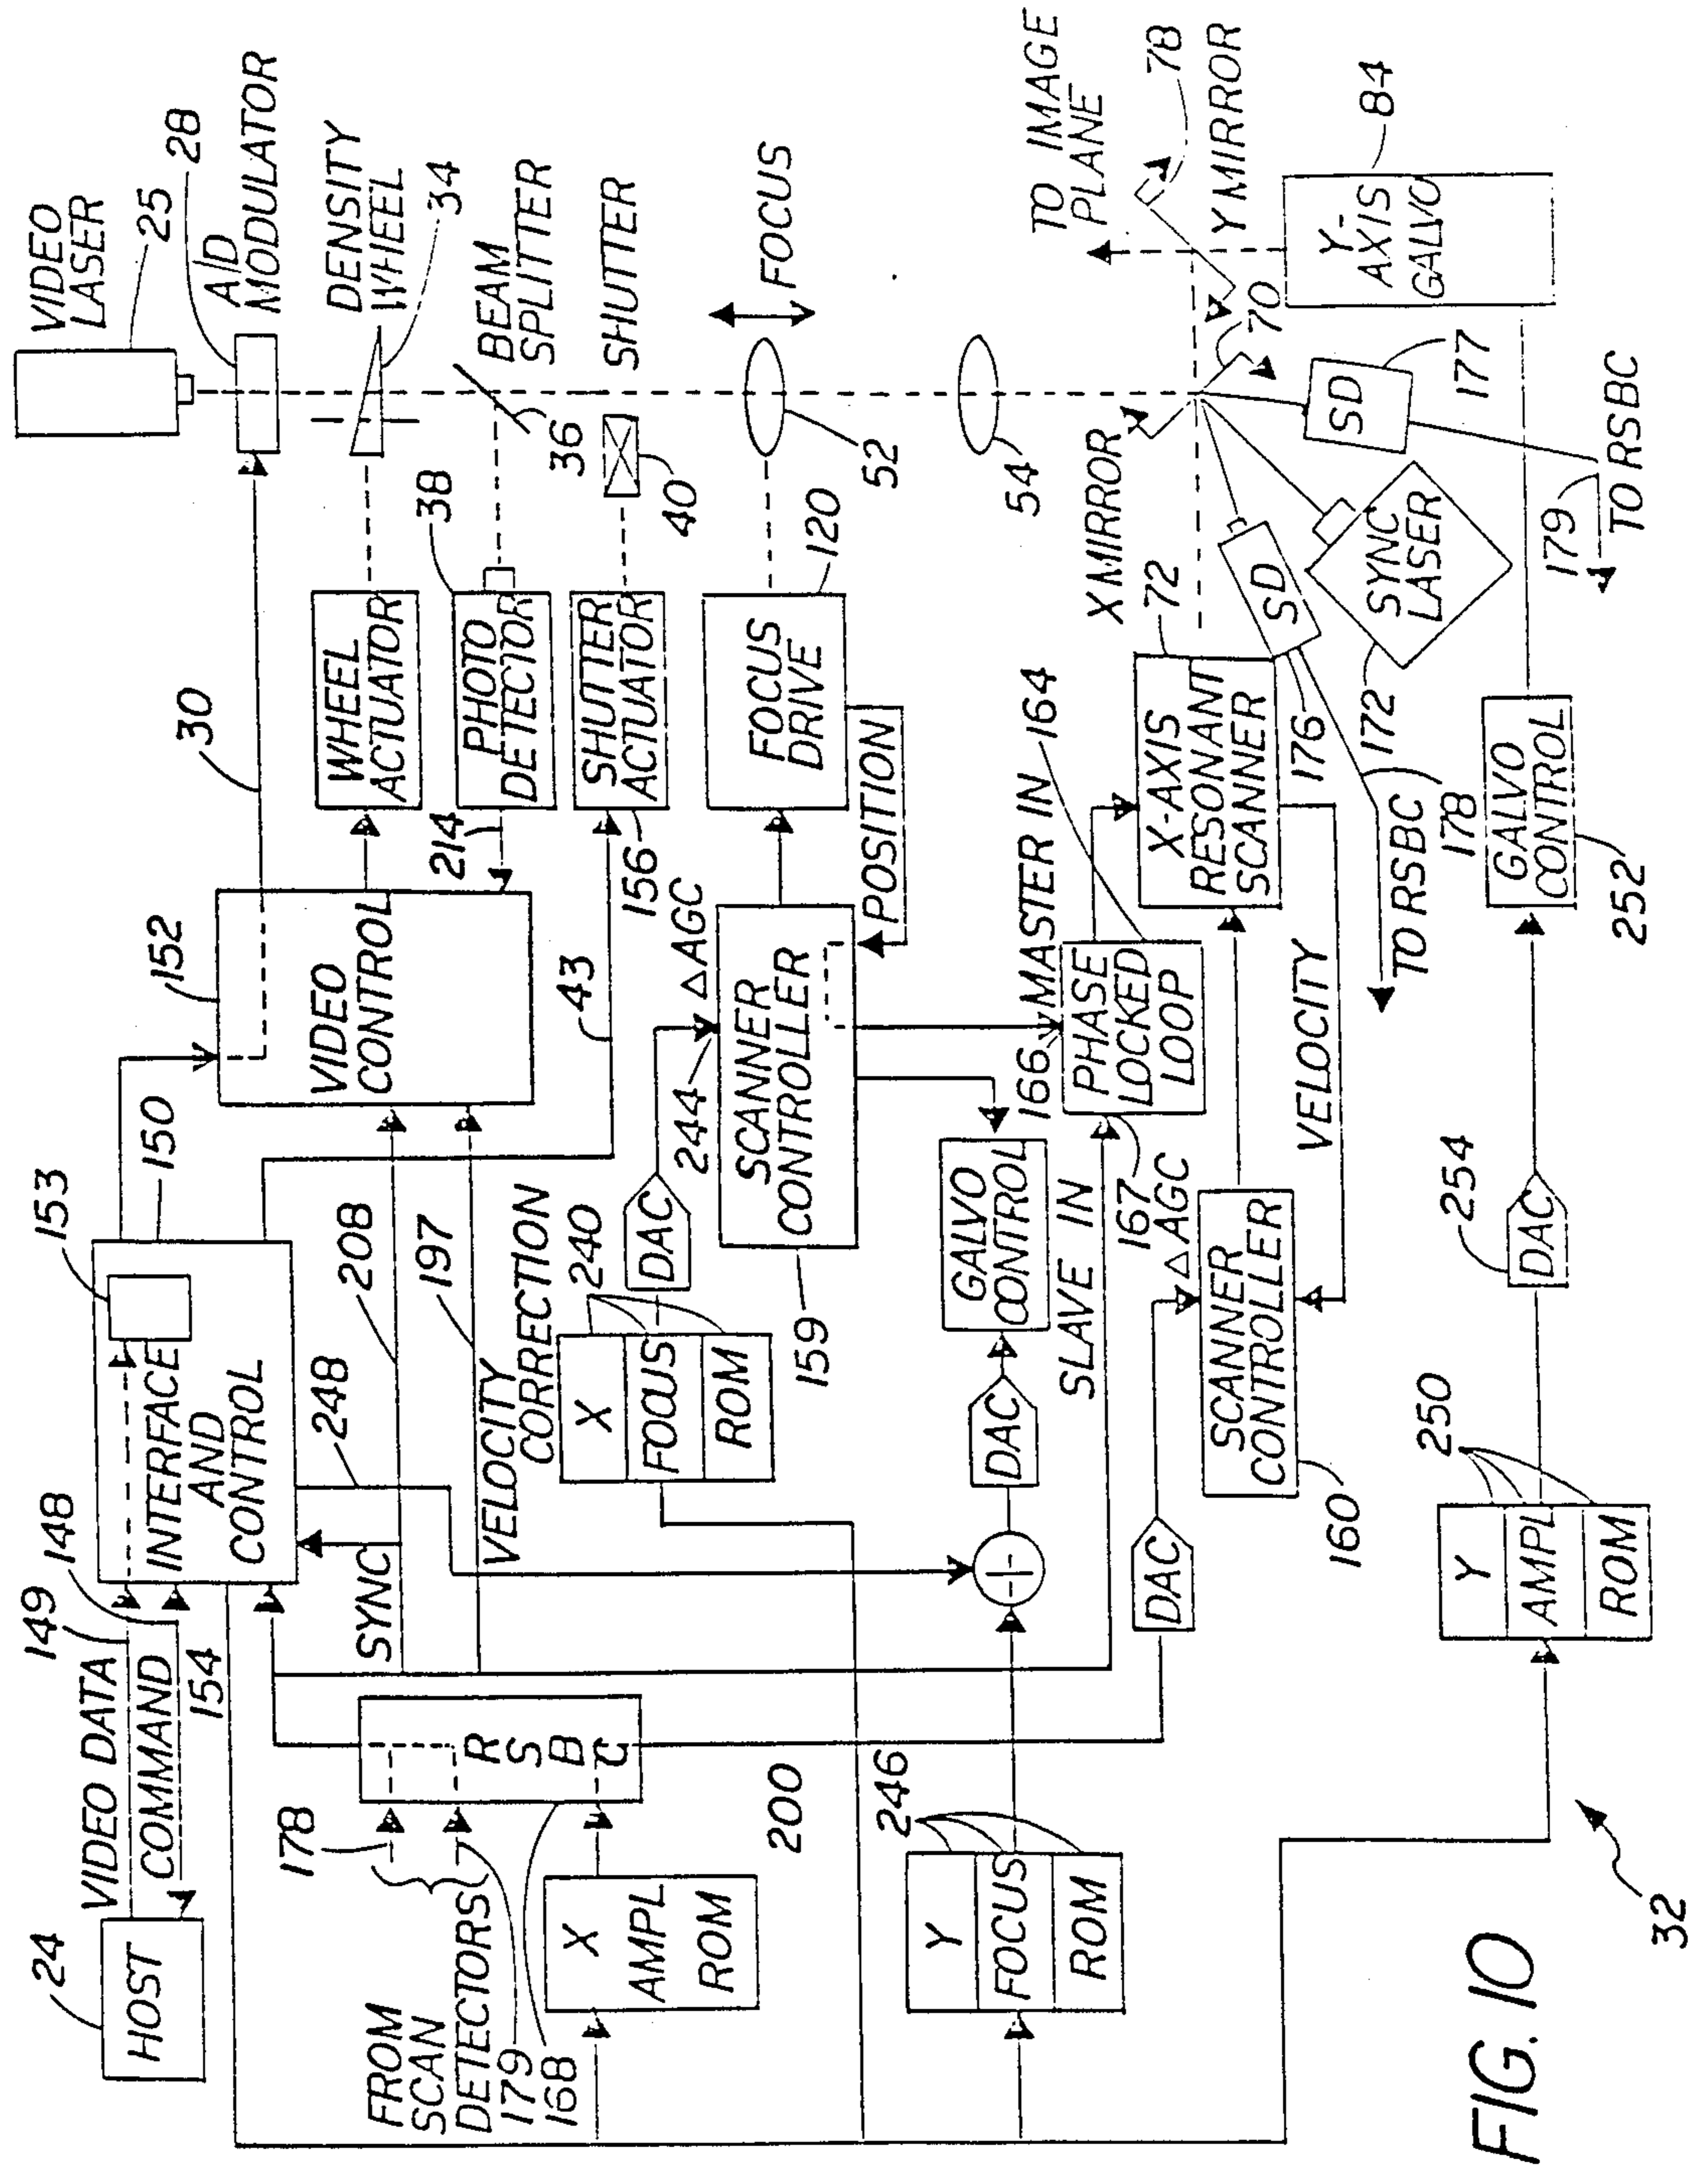 VIDEO
LASER
25
28
A/D
MODULATOR
DENSITY
WHEEL
34
BEAM
SPLITTER
36
SHUTTER
40
FOCUS
52
54
TO IMAGE
PLANE
78
Y MIRROR
Y-
AXIS
GALVO
84
70
X MIRROR
SD
177
SD
176
SYNC
LASER
172
179
TO RSBC
30
WHEEL
ACTUATOR
38
PHOTO
DETECTOR
214
SHUTTER
ACTUATOR
156
120
FOCUS
DRIVE
POSITION
MASTER IN
164
72
X-AXIS
RESONANT
SCANNER
178
TO RSBC
GALVO
CONTROL
252
152
VIDEO
CONTROL
43
△AGC
244
SCANNER
CONTROLLER
159
166
PHASE
LOCKED
LOOP
167
VELOCITY
153
150
INTERFACE
AND
CONTROL
208
197
248
VELOCITY
CORRECTION
240
DAC
X
FOCUS
ROM
GALVO
CONTROL
DAC
SLAVE IN
△AGC
SCANNER
CONTROLLER
160
254
DAC
250
Y
AMPL
ROM
149
148
VIDEO DATA
COMMAND
154
SYNC
24
HOST
178
R
S
B
C
FROM
SCAN
DETECTORS
179
168
X
AMPL
ROM
200
246
Y
FOCUS
ROM
DAC
32
FIG. 10